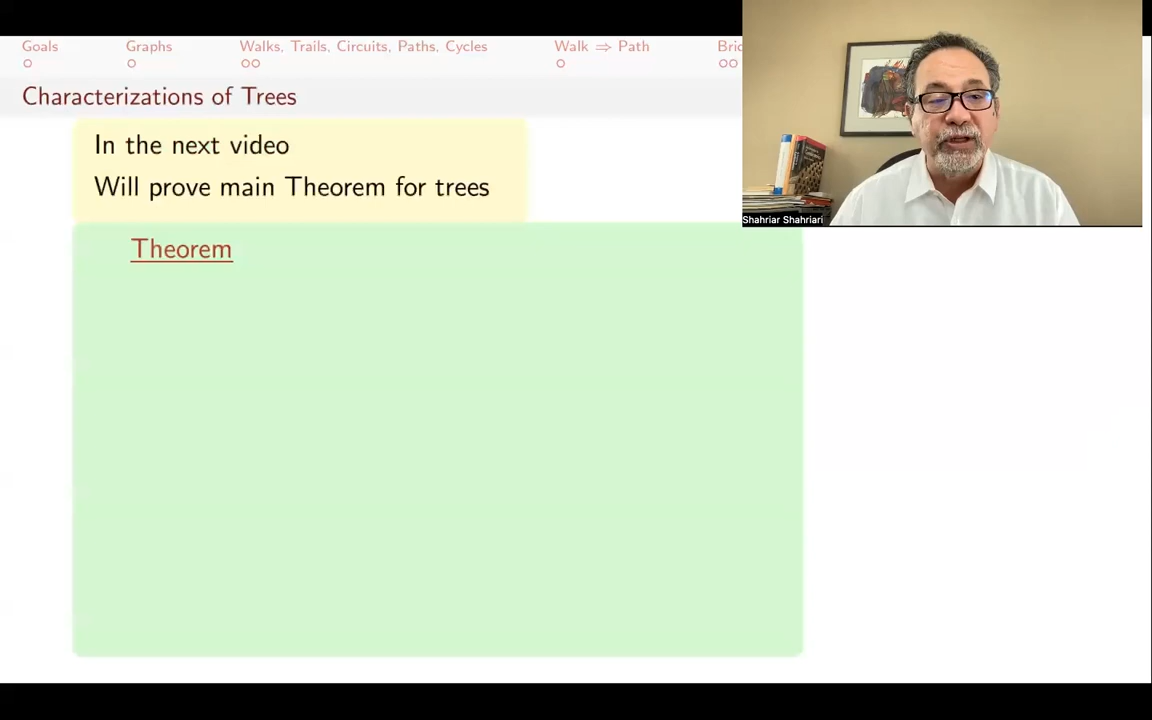 Goals Graphs Walks, Trails, Circuits, Paths, Cycles Walk ⇒ Path Bric
Characterizations of Trees
In the next video
Will prove main Theorem for trees
Shahriar Shahriari
Theorem